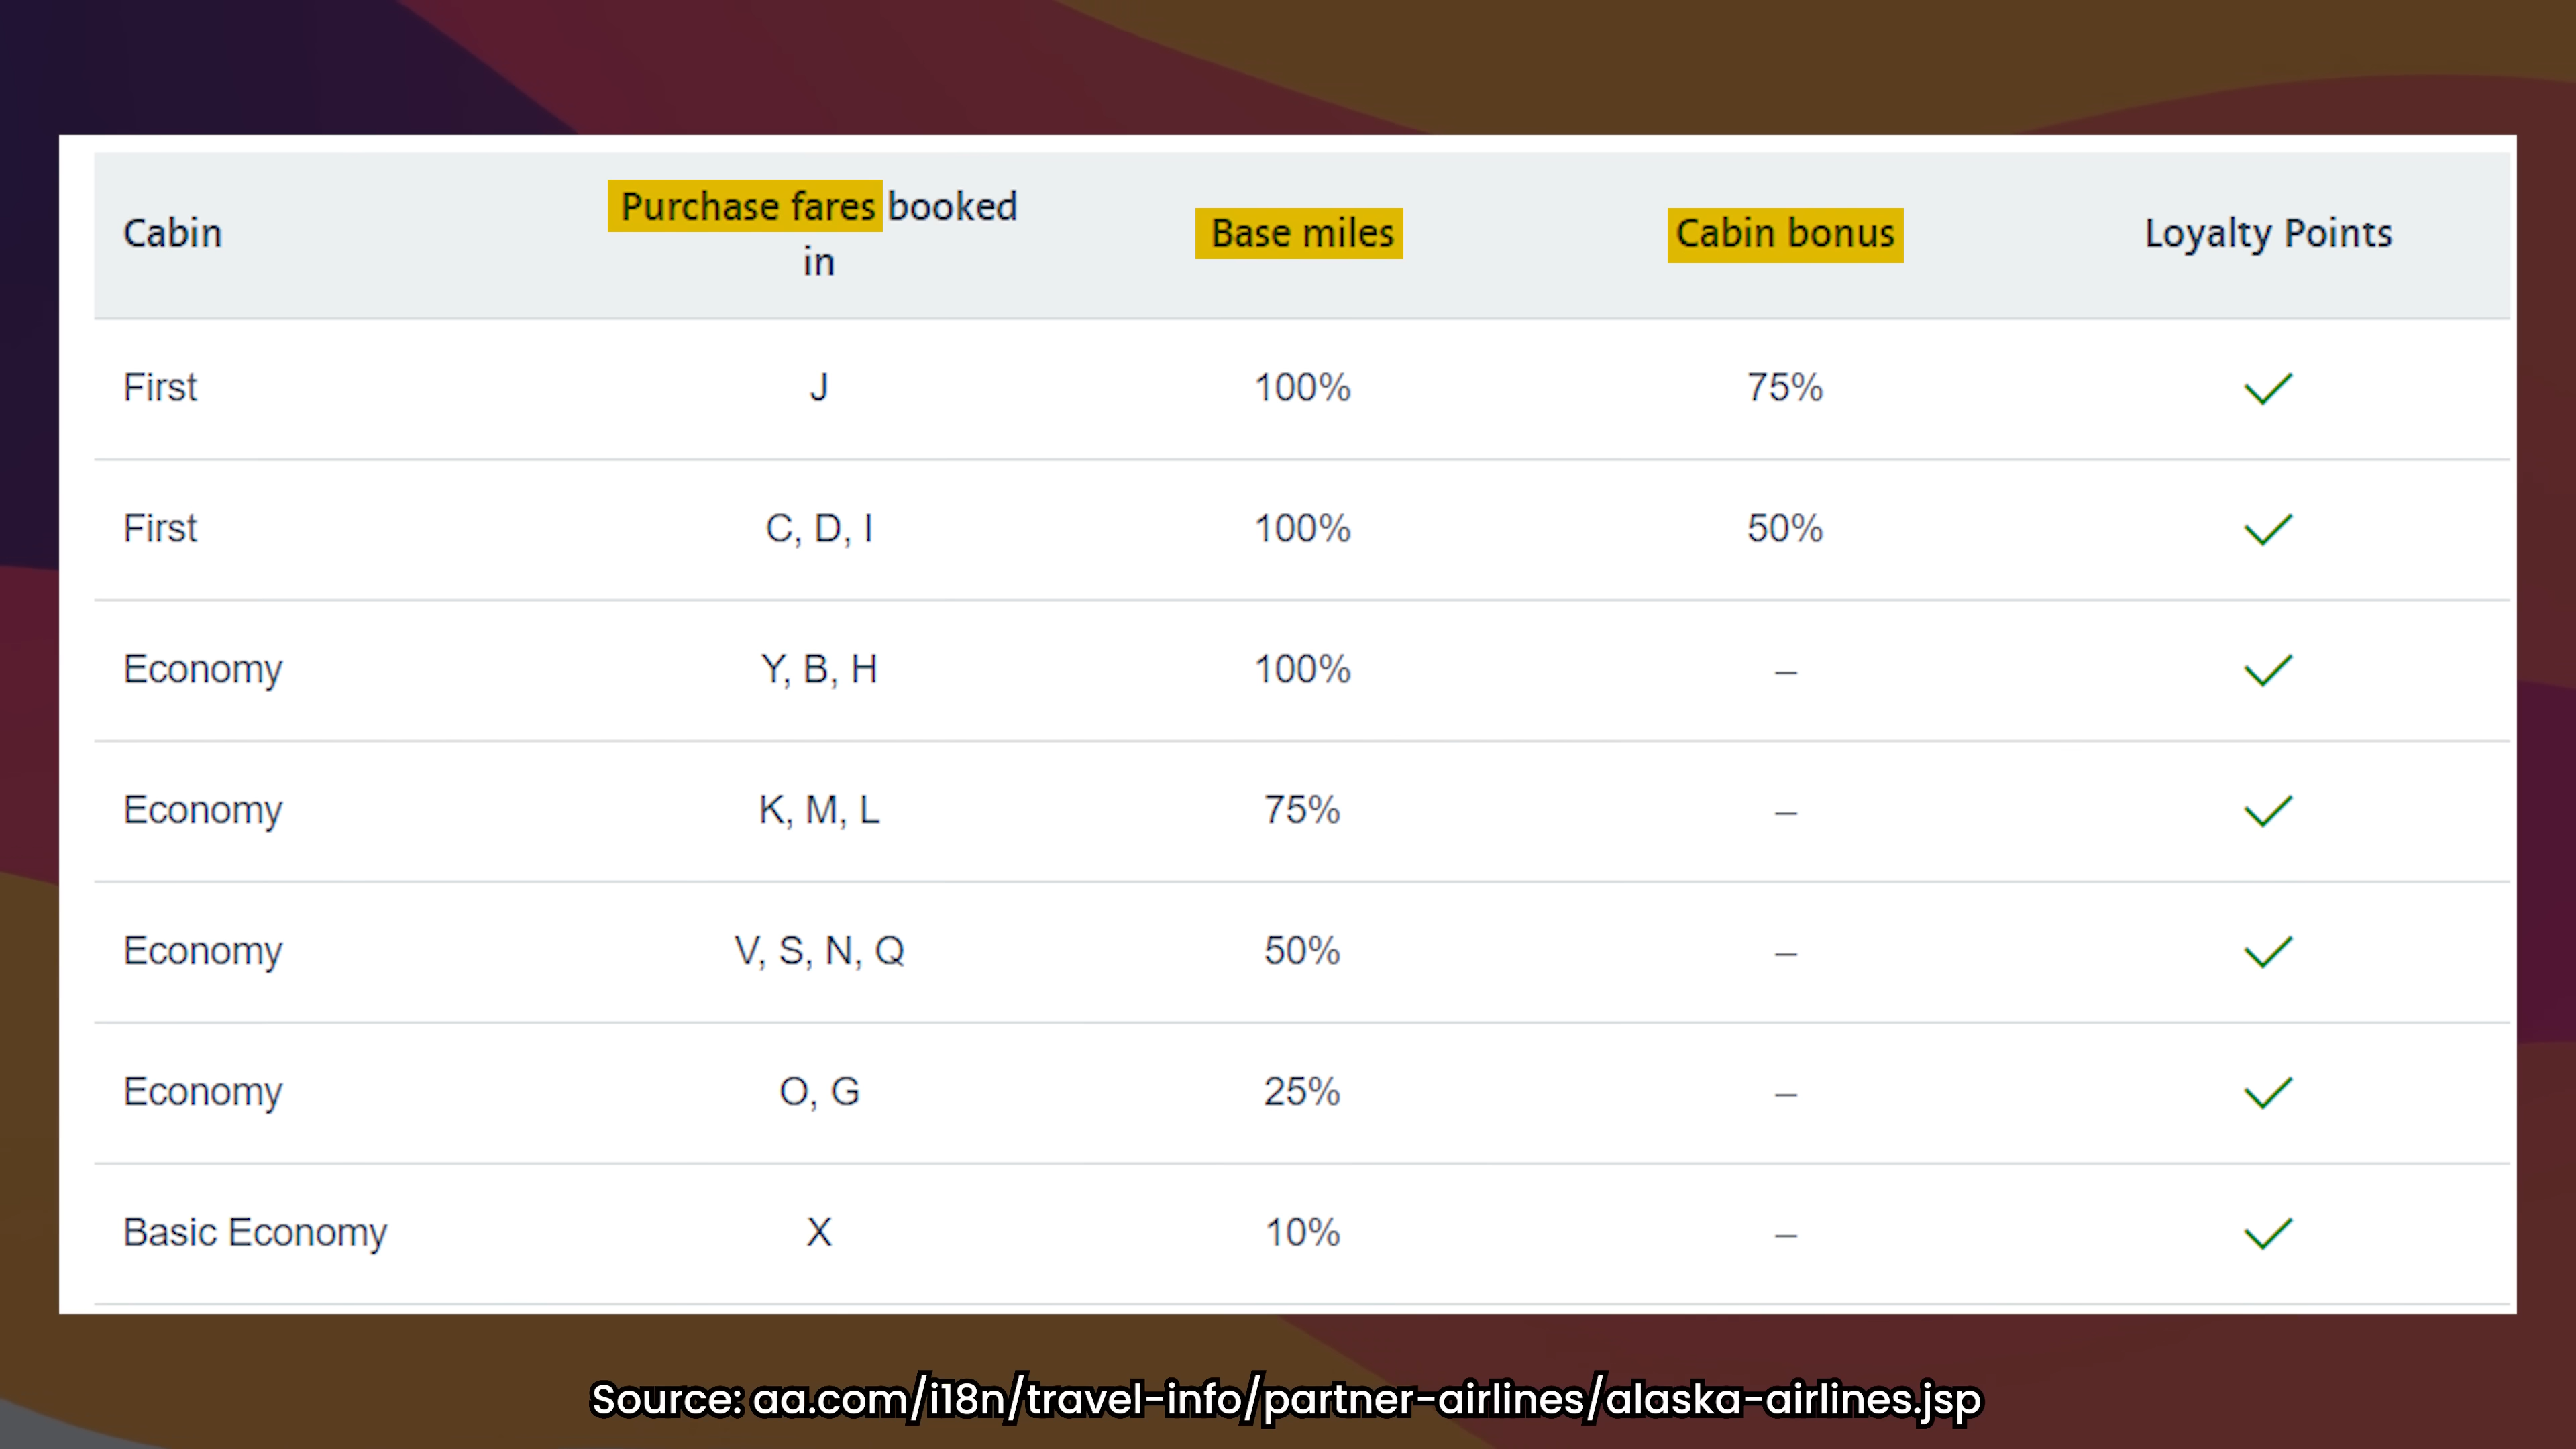 Cabin Purchase fares booked in Base miles Cabin bonus Loyalty Points
First J 100% 75%
First C, D, I 100% 50%
Economy Y, B, H 100% –
Economy K, M, L 75% –
Economy V, S, N, Q 50% –
Economy O, G 25% –
Basic Economy X 10% –
Source: aa.com/i18n/travel-info/partner-airlines/alaska-airlines.jsp